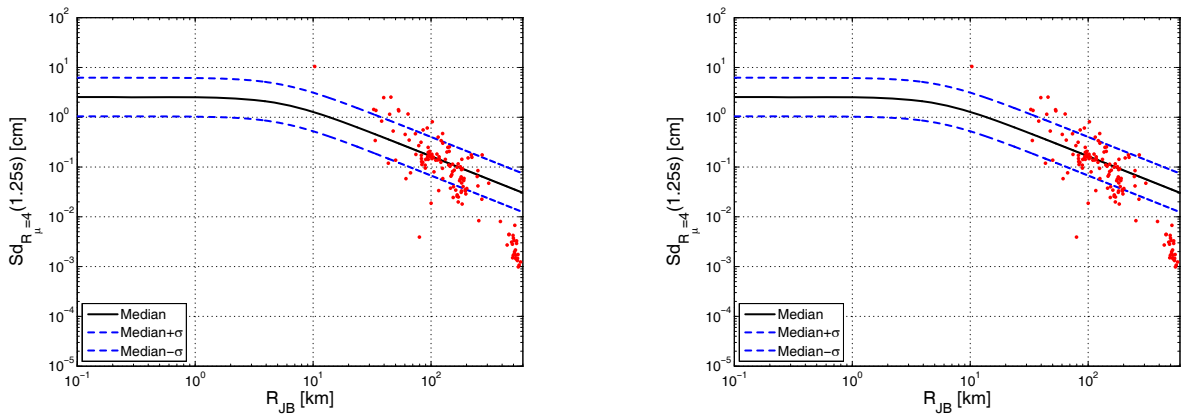 10^2
10^1
10^0
10^-1
10^-2
10^-3
10^-4
10^-5
Sd_{R_μ=4}(1.25s) [cm]
Median
Median+σ
Median−σ
10^-1 10^0 10^1 10^2
R_JB [km]
10^2
10^1
10^0
10^-1
10^-2
10^-3
10^-4
10^-5
Sd_{R_μ=4}(1.25s) [cm]
Median
Median+σ
Median−σ
10^-1 10^0 10^1 10^2
R_JB [km]